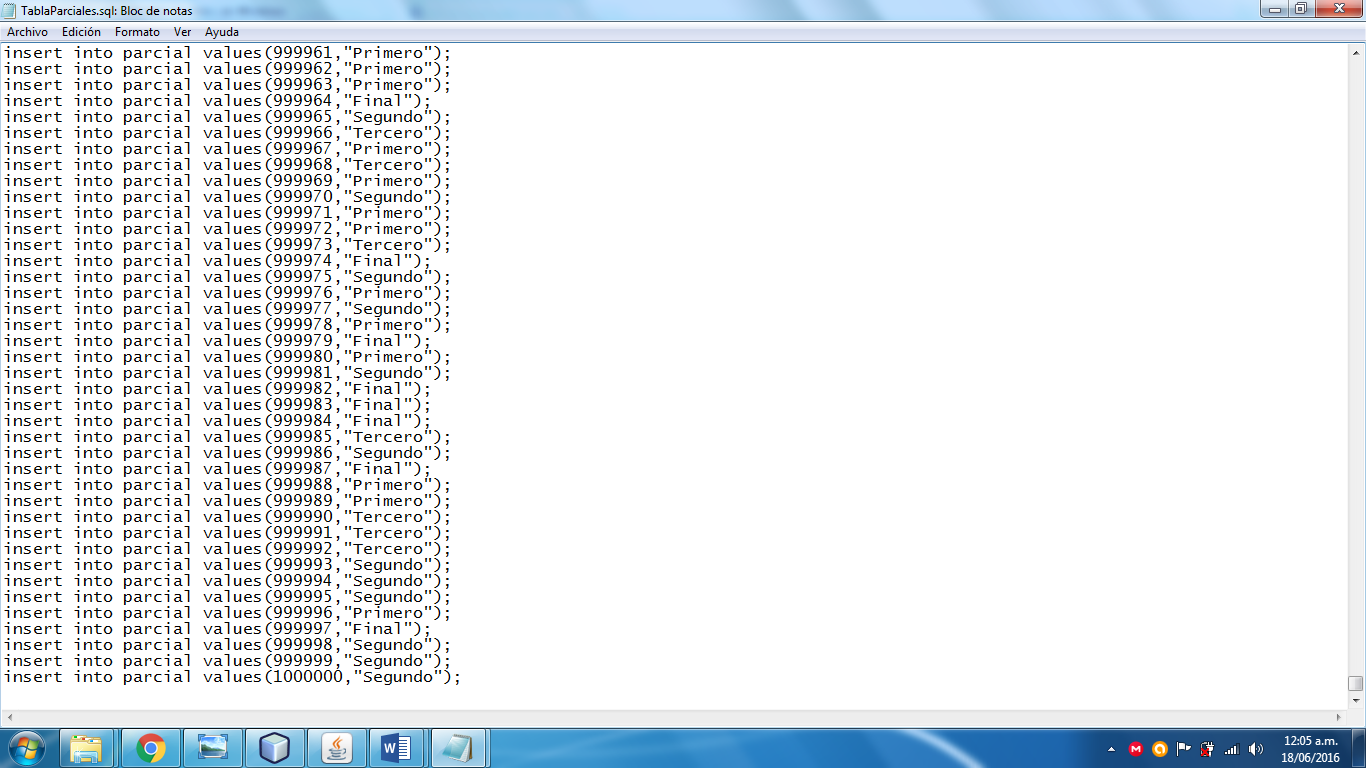 TablaParciales.sql: Bloc de notas
Archivo Edición Formato Ver Ayuda
insert into parcial values(999961,"Primero");
insert into parcial values(999962,"Primero");
insert into parcial values(999963,"Primero");
insert into parcial values(999964,"Final");
insert into parcial values(999965,"Segundo");
insert into parcial values(999966,"Tercero");
insert into parcial values(999967,"Primero");
insert into parcial values(999968,"Tercero");
insert into parcial values(999969,"Primero");
insert into parcial values(999970,"Segundo");
insert into parcial values(999971,"Primero");
insert into parcial values(999972,"Primero");
insert into parcial values(999973,"Tercero");
insert into parcial values(999974,"Final");
insert into parcial values(999975,"Segundo");
insert into parcial values(999976,"Primero");
insert into parcial values(999977,"Segundo");
insert into parcial values(999978,"Primero");
insert into parcial values(999979,"Final");
insert into parcial values(999980,"Primero");
insert into parcial values(999981,"Segundo");
insert into parcial values(999982,"Final");
insert into parcial values(999983,"Final");
insert into parcial values(999984,"Final");
insert into parcial values(999985,"Tercero");
insert into parcial values(999986,"Segundo");
insert into parcial values(999987,"Final");
insert into parcial values(999988,"Primero");
insert into parcial values(999989,"Primero");
insert into parcial values(999990,"Tercero");
insert into parcial values(999991,"Tercero");
insert into parcial values(999992,"Tercero");
insert into parcial values(999993,"Segundo");
insert into parcial values(999994,"Segundo");
insert into parcial values(999995,"Segundo");
insert into parcial values(999996,"Primero");
insert into parcial values(999997,"Final");
insert into parcial values(999998,"Segundo");
insert into parcial values(999999,"Segundo");
insert into parcial values(1000000,"Segundo");
12:05 a.m.
18/06/2016